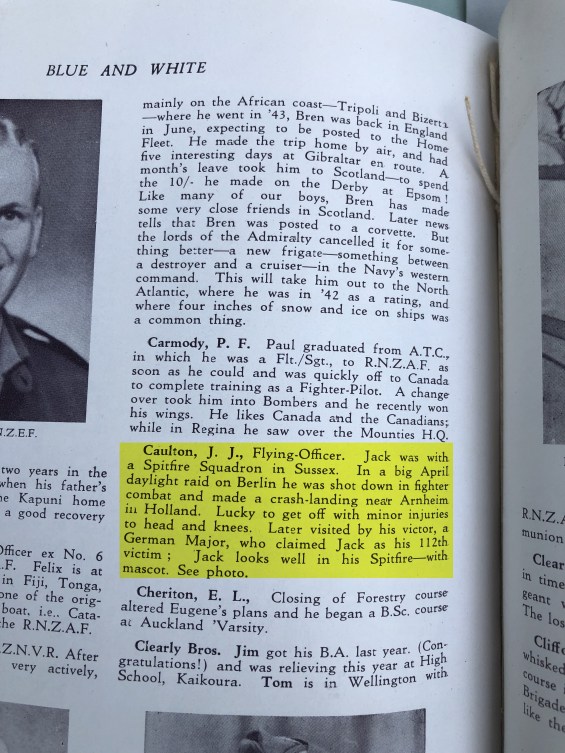 BLUE AND WHITE
mainly on the African coast—Tripoli and Bizerta
—where he went in '43, Bren was back in England
in June, expecting to be posted to the Home
Fleet. He made the trip home by air, and had
five interesting days at Gibraltar en route. A
month's leave took him to Scotland—to spend
the 10/- he made on the Derby at Epsom!
Like many of our boys, Bren has made
some very close friends in Scotland. Later news
tells that Bren was posted to a corvette. But
the lords of the Admiralty cancelled it for some-
thing better—a new frigate—something between
a destroyer and a cruiser—in the Navy's western
command. This will take him out to the North
Atlantic, where he was in '42 as a rating, and
where four inches of snow and ice on ships was
a common thing.
Carmody, P. F. Paul graduated from A.T.C.,
in which he was a Flt./Sgt., to R.N.Z.A.F. as
soon as he could and was quickly off to Canada
to complete training as a Fighter-Pilot. A change
over took him into Bombers and he recently won
his wings. He likes Canada and the Canadians;
while in Regina he saw over the Mounties H.Q.
Caulton, J. J., Flying-Officer. Jack was with
a Spitfire Squadron in Sussex. In a big April
daylight raid on Berlin he was shot down in fighter
combat and made a crash-landing near Arnheim
in Holland. Lucky to get off with minor injuries
to head and knees. Later visited by his victor, a
German Major, who claimed Jack as his 112th
victim; Jack looks well in his Spitfire—with
mascot. See photo.
Cheriton, E. L., Closing of Forestry course
altered Eugene's plans and he began a B.Sc. course
at Auckland 'Varsity.
Clearly Bros. Jim got his B.A. last year. (Con-
gratulations!) and was relieving this year at High
School, Kaikoura. Tom is in Wellington with
N.Z.E.F.
two years in the
when his father's
he Kapuni home
a good recovery
Officer ex No. 6
.F. Felix is at
in Fiji, Tonga,
one of the orig-
boat, i.e., Cata-
the R.N.Z.A.F.
.Z.N.V.R. After
very actively,
R.N.Z.A
munion
Clear
in time
geant
The los
Cliffo
whisked
course
Brigade
like the